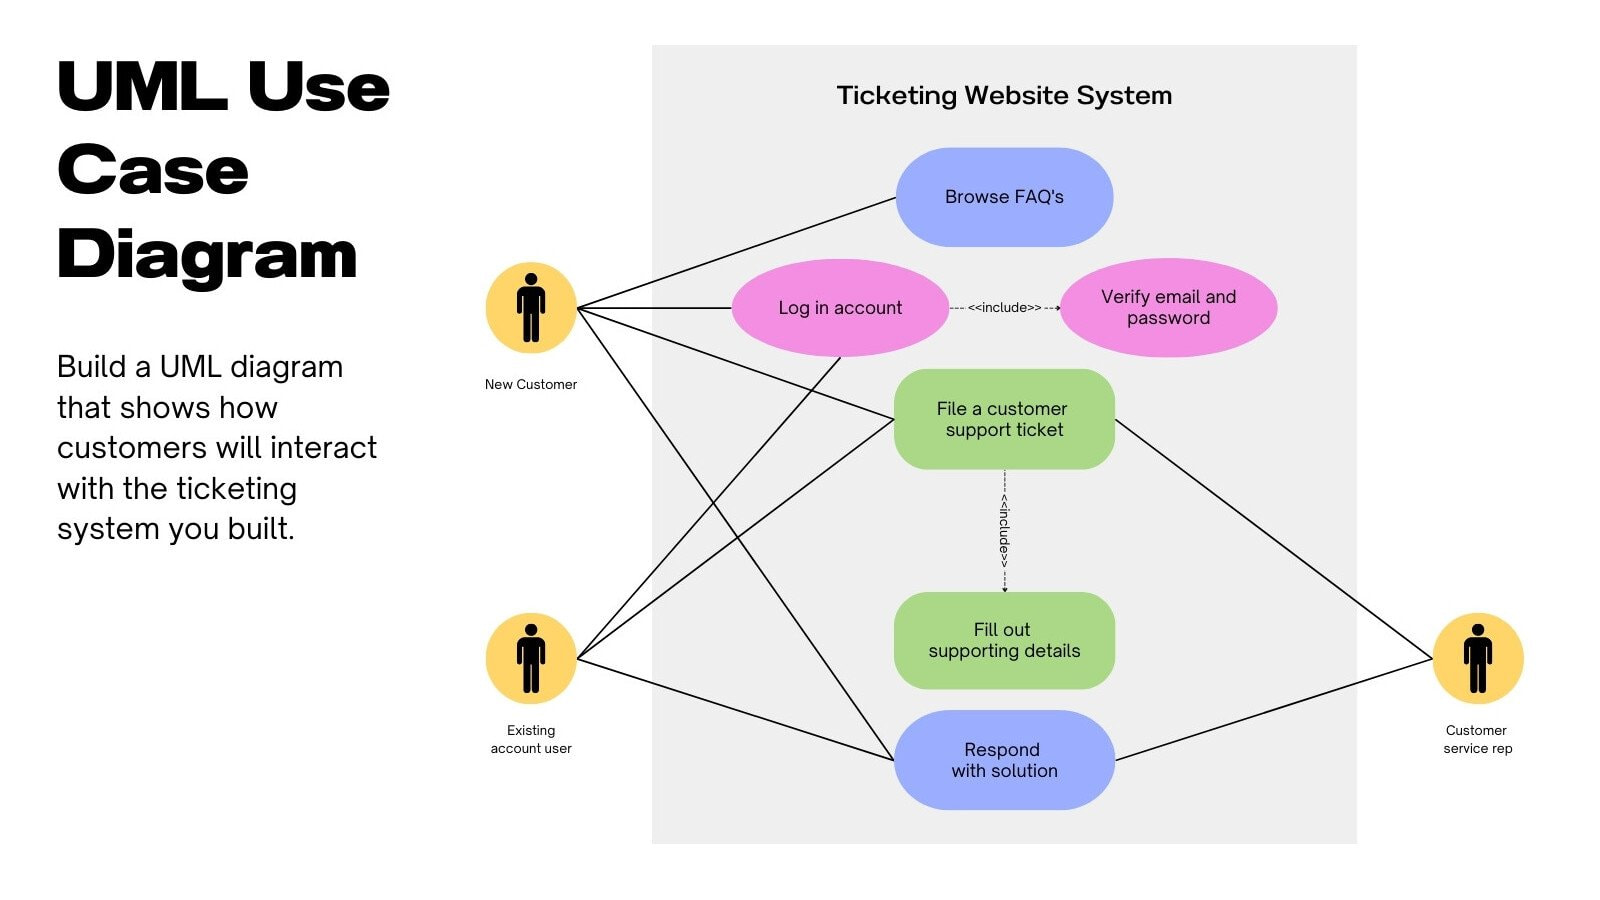 UML Use
Case
Diagram
Build a UML diagram
that shows how
customers will interact
with the ticketing
system you built.
Ticketing Website System
Browse FAQ's
Log in account
<<include>>
Verify email and
password
New Customer
File a customer
support ticket
<<include>>
Fill out
supporting details
Existing
account user
Respond
with solution
Customer
service rep